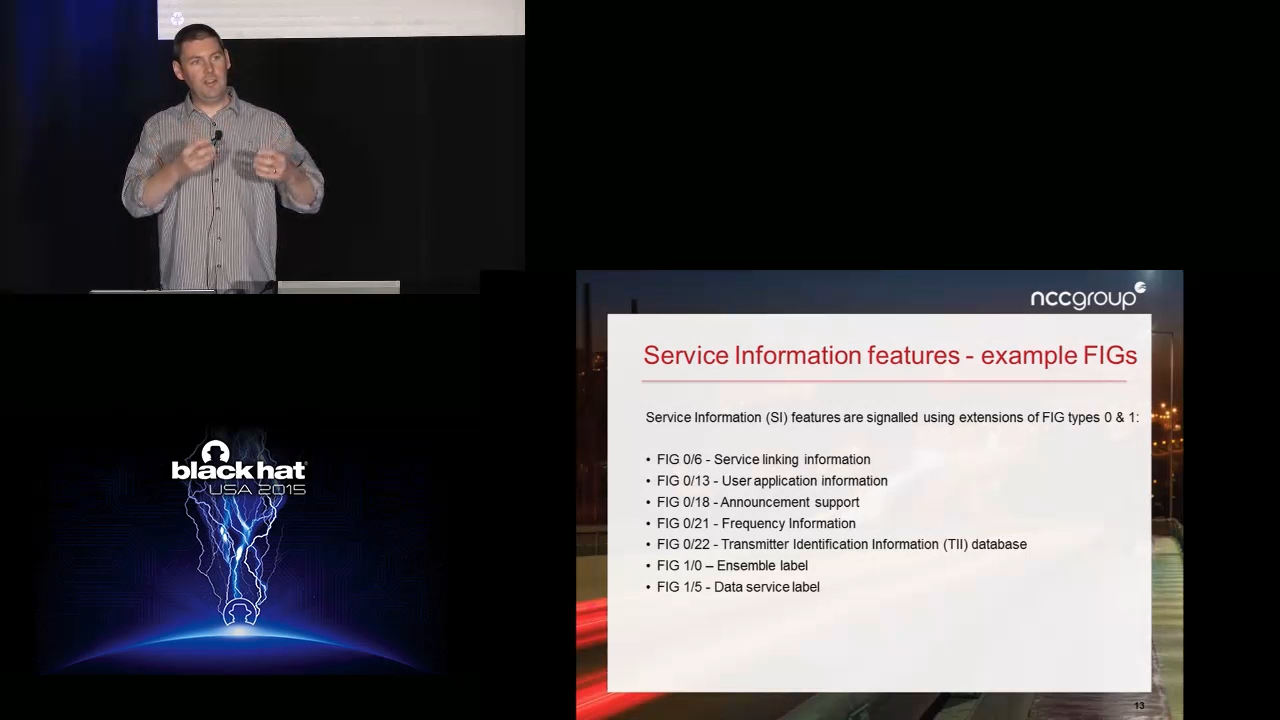 nccgroup
Service Information features - example FIGs
Service Information (SI) features are signalled using extensions of FIG types 0 & 1:
• FIG 0/6 - Service linking information
• FIG 0/13 - User application information
• FIG 0/18 - Announcement support
• FIG 0/21 - Frequency Information
• FIG 0/22 - Transmitter Identification Information (TII) database
• FIG 1/0 – Ensemble label
• FIG 1/5 - Data service label
13
black hat
USA 2015